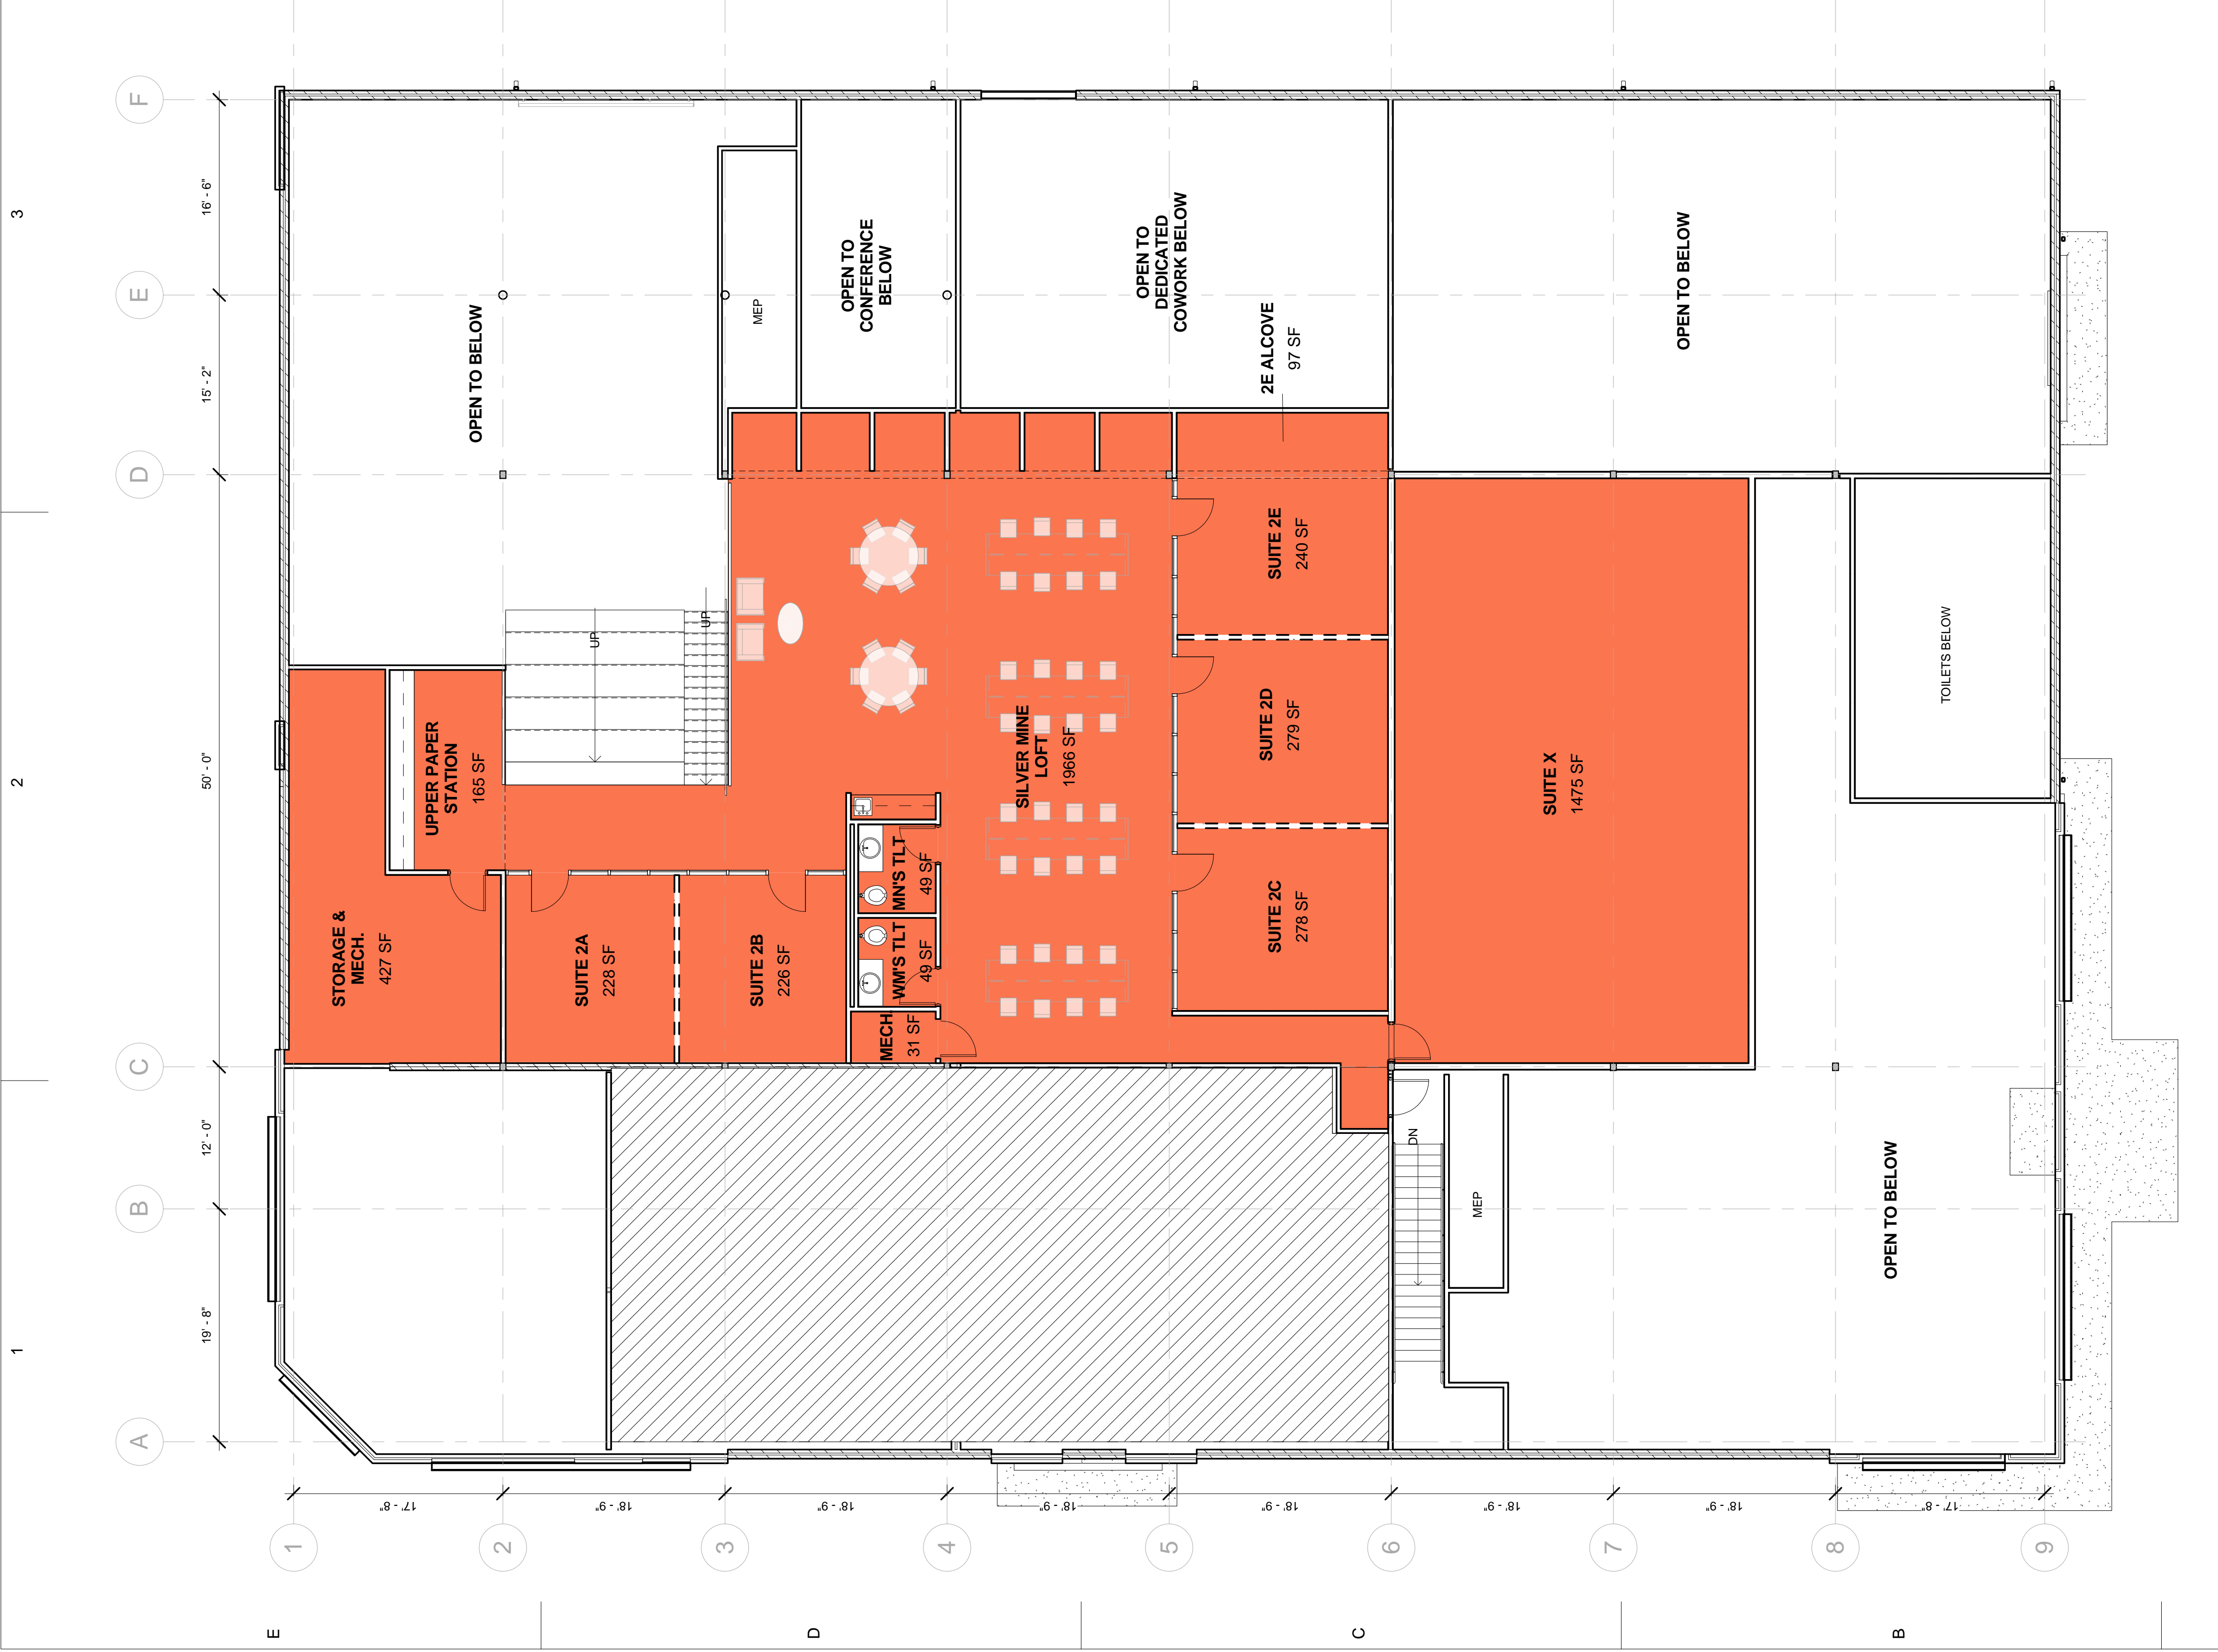 3
2
1
E
D
C
B
F
E
D
C
B
A
16' - 6"
15' - 2"
50' - 0"
12' - 0"
19' - 8"
1
2
3
4
5
6
7
8
9
17' - 8"
18' - 9"
18' - 9"
18' - 9"
18' - 9"
18' - 9"
18' - 9"
17' - 8"
OPEN TO BELOW
MEP
OPEN TO
CONFERENCE
BELOW
OPEN TO
DEDICATED
COWORK BELOW
2E ALCOVE
97 SF
OPEN TO BELOW
UP
UP
UPPER PAPER
STATION
165 SF
STORAGE &
MECH.
427 SF
SUITE 2A
228 SF
SUITE 2B
226 SF
MN'S TLT
49 SF
WM'S TLT
49 SF
MECH.
31 SF
SILVER MINE
LOFT
1966 SF
SUITE 2E
240 SF
SUITE 2D
279 SF
SUITE 2C
278 SF
SUITE X
1475 SF
TOILETS BELOW
DN
MEP
OPEN TO BELOW